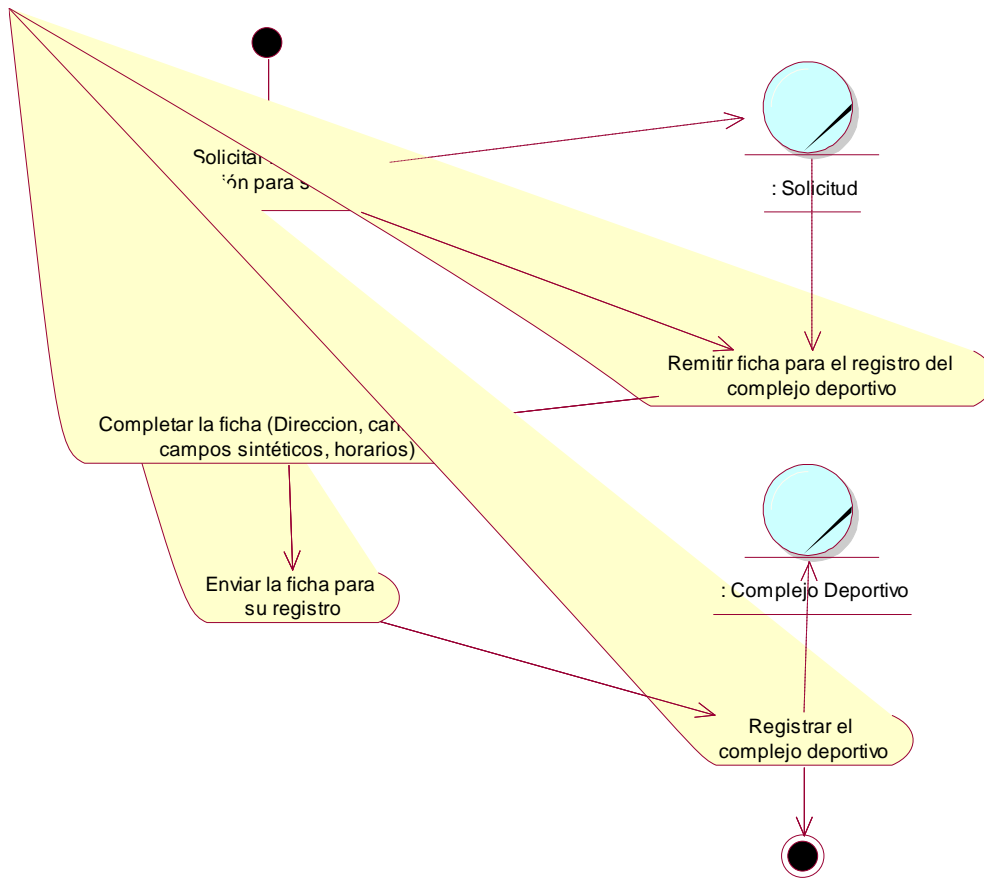 Solicitar
ión para s
: Solicitud
Remitir ficha para el registro del
complejo deportivo
Completar la ficha (Direccion,
campos sintéticos, horarios)
Enviar la ficha para
su registro
: Complejo Deportivo
Registrar el
complejo deportivo